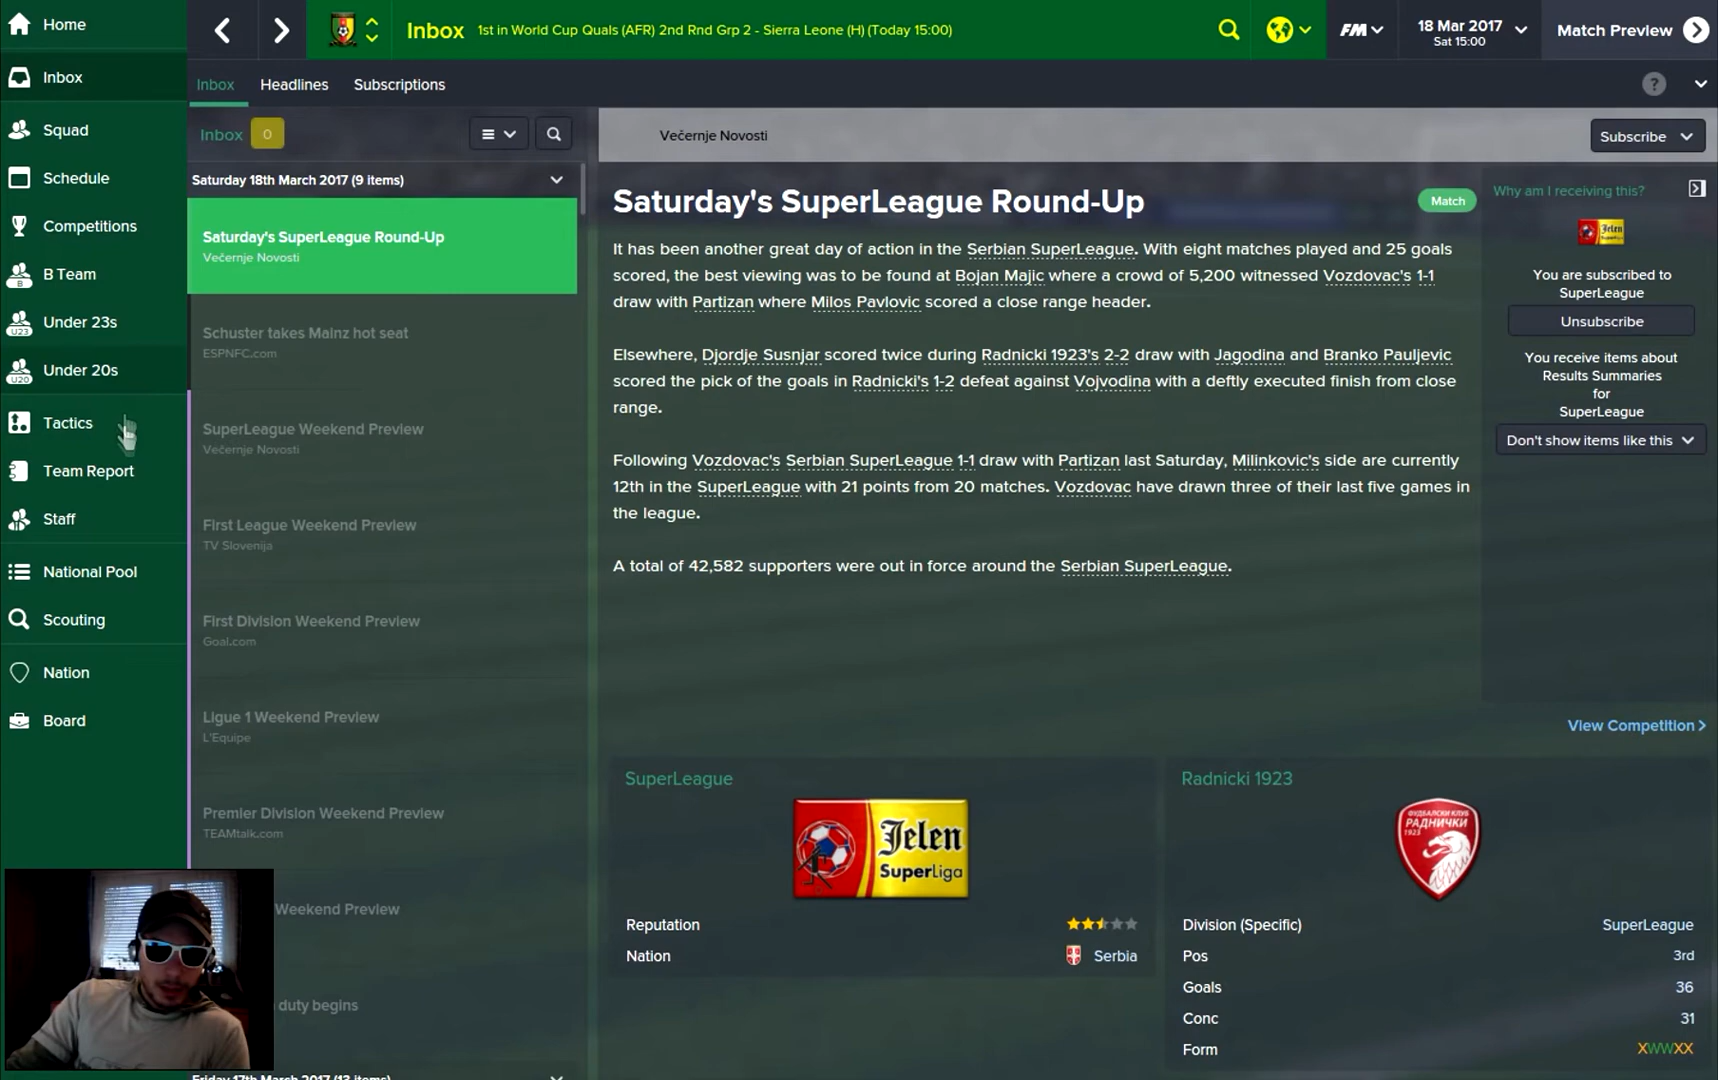 Home
Inbox
1st in World Cup Quals (AFR) 2nd Rnd Grp 2 - Sierra Leone (H) (Today 15:00)
FM
18 Mar 2017
Sat 15:00
Match Preview
Inbox
Squad
Schedule
Competitions
B Team
B
Under 23s
U23
Under 20s
U20
Tactics
Team Report
Staff
National Pool
Scouting
Nation
Board
Inbox
Headlines
Subscriptions
?
Inbox
0
Saturday 18th March 2017 (9 items)
Saturday's SuperLeague Round-Up
Večernje Novosti
Schuster takes Mainz hot seat
ESPNFC.com
SuperLeague Weekend Preview
Večernje Novosti
First League Weekend Preview
TV Slovenija
First Division Weekend Preview
Goal.com
Ligue 1 Weekend Preview
L'Equipe
Premier Division Weekend Preview
TEAMtalk.com
Weekend Preview
duty begins
Friday 17th March 2017 (13 items)
Večernje Novosti
Subscribe
Saturday's SuperLeague Round-Up
Match
It has been another great day of action in the Serbian SuperLeague. With eight matches played and 25 goals
scored, the best viewing was to be found at Bojan Majic where a crowd of 5,200 witnessed Vozdovac's 1-1
draw with Partizan where Milos Pavlovic scored a close range header.
Elsewhere, Djordje Susnjar scored twice during Radnicki 1923's 2-2 draw with Jagodina and Branko Pauljevic
scored the pick of the goals in Radnicki's 1-2 defeat against Vojvodina with a deftly executed finish from close
range.
Following Vozdovac's Serbian SuperLeague 1-1 draw with Partizan last Saturday, Milinkovic's side are currently
12th in the SuperLeague with 21 points from 20 matches. Vozdovac have drawn three of their last five games in
the league.
A total of 42,582 supporters were out in force around the Serbian SuperLeague.
Why am I receiving this?
Jelen
You are subscribed to
SuperLeague
Unsubscribe
You receive items about
Results Summaries
for
SuperLeague
Don't show items like this
View Competition
SuperLeague
Jelen
SuperLiga
Reputation
Nation
Serbia
Radnicki 1923
ФУДБАЛСКИ КЛУБ
РАДНИЧКИ
1923
Division (Specific)
SuperLeague
Pos
3rd
Goals
36
Conc
31
Form
XWWXX